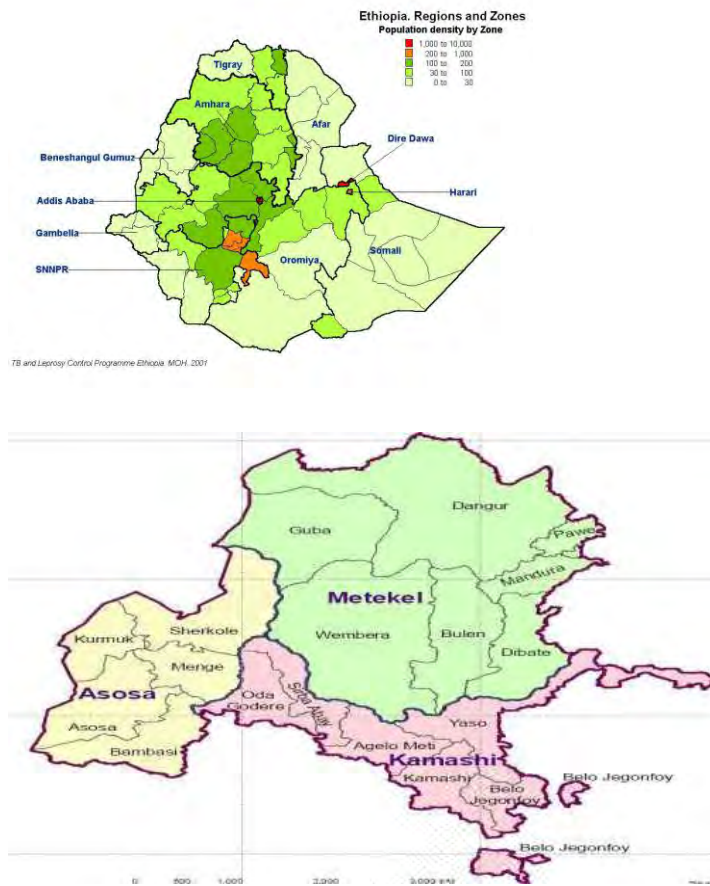 Ethiopia. Regions and Zones
Population density by Zone
1,000 to 10,000
200 to 1,000
100 to 200
30 to 100
0 to 30
Tigray
Amhara
Afar
Dire Dawa
Beneshangul Gumuz
Addis Ababa
Harari
Gambella
Somali
Oromiya
SNNPR
TB and Leprosy Control Programme Ethiopia MOH. 2001
Dangur
Guba
Pawe
Mandura
Metekel
Sherkole
Kurmuk
Wembera
Bulen
Dibate
Menge
Asosa
Oda
Godere
Yaso
Asosa
Agelo Meti
Bambasi
Kamashi
Kamashi
Belo
Jegonfoy
Belo Jegonfoy
Belo Jegonfoy
0 500 1,000 2,000